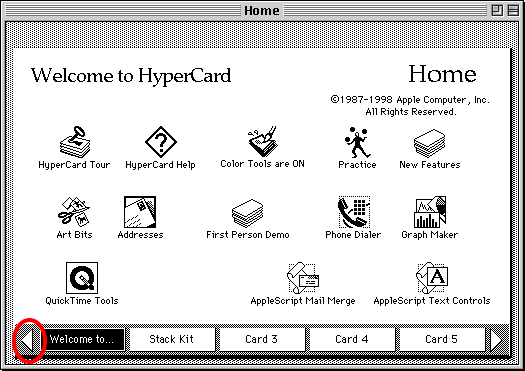 Home
Welcome to HyperCard
Home
©1987-1998 Apple Computer, Inc.
All Rights Reserved.
HyperCard Tour
HyperCard Help
Color Tools are ON
Practice
New Features
Art Bits
Addresses
First Person Demo
Phone Dialer
Graph Maker
QuickTime Tools
AppleScript Mail Merge
AppleScript Text Controls
Welcome to...
Stack Kit
Card 3
Card 4
Card 5